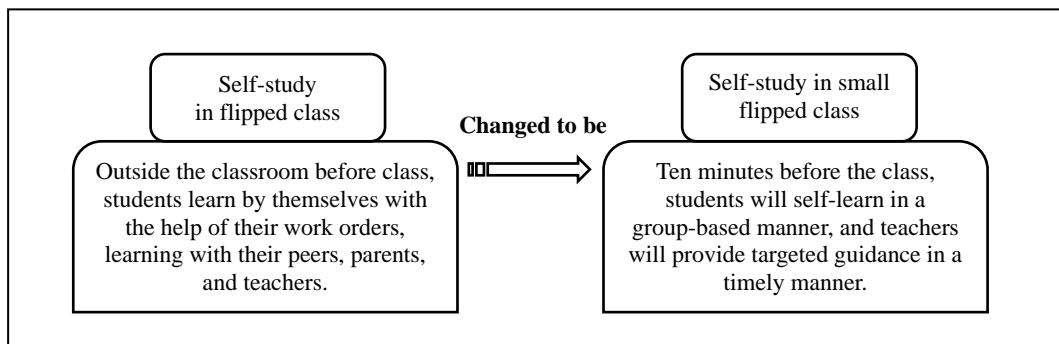 Self-study
in flipped class
Outside the classroom before class,
students learn by themselves with
the help of their work orders,
learning with their peers, parents,
and teachers.
Changed to be
Self-study in small
flipped class
Ten minutes before the class,
students will self-learn in a
group-based manner, and teachers
will provide targeted guidance in a
timely manner.